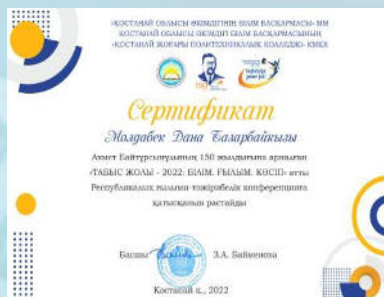 «ҚОСТАНАЙ ОБЛЫСЫ ӘКІМДІГІНІҢ БІЛІМ БАСҚАРМАСЫ» ММ
ҚОСТАНАЙ ОБЛЫСЫ ӘКІМДІГІ БІЛІМ БАСҚАРМАСЫНЫҢ
«ҚОСТАНАЙ ЖОҒАРЫ ПОЛИТЕХНИКАЛЫҚ КОЛЛЕДЖІ» КМҚК
150
Сертификат
Молдабек Дана Базарбайкызы
Ахмет Байтұрсынұлының 150 жылдығына арналған
«ТАБЫС ЖОЛЫ - 2022: БІЛІМ. ҒЫЛЫМ. КӘСІП» атты
Республикалық ғылыми-тәжірибелік конференцияға
қатысқанын растайды
Басшы З.А. Байменова
Қостанай қ., 2022